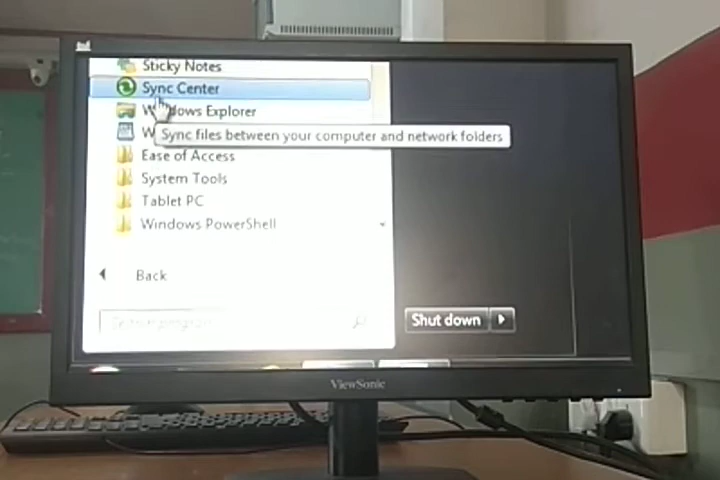 Sticky Notes
Sync Center
Windows Explorer
W
Sync files between your computer and network folders
Ease of Access
System Tools
Tablet PC
Windows PowerShell
Back
Shut down
ViewSonic